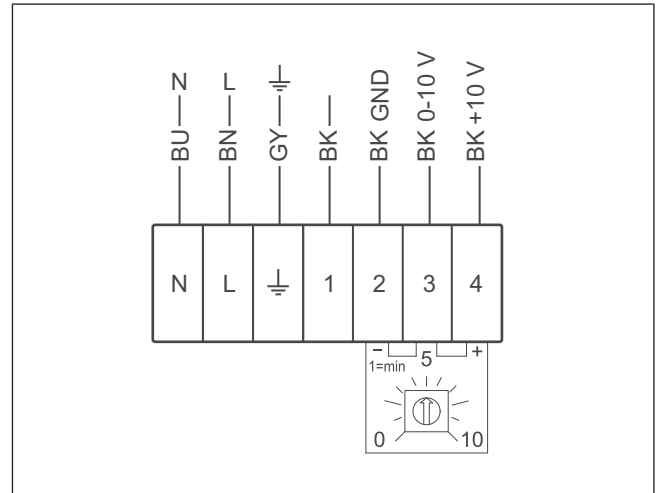 N L ⏚
BU BN GY BK BK GND BK 0-10 V BK +10 V
N L ⏚ 1 2 3 4
− 5 +
1=min
0 10